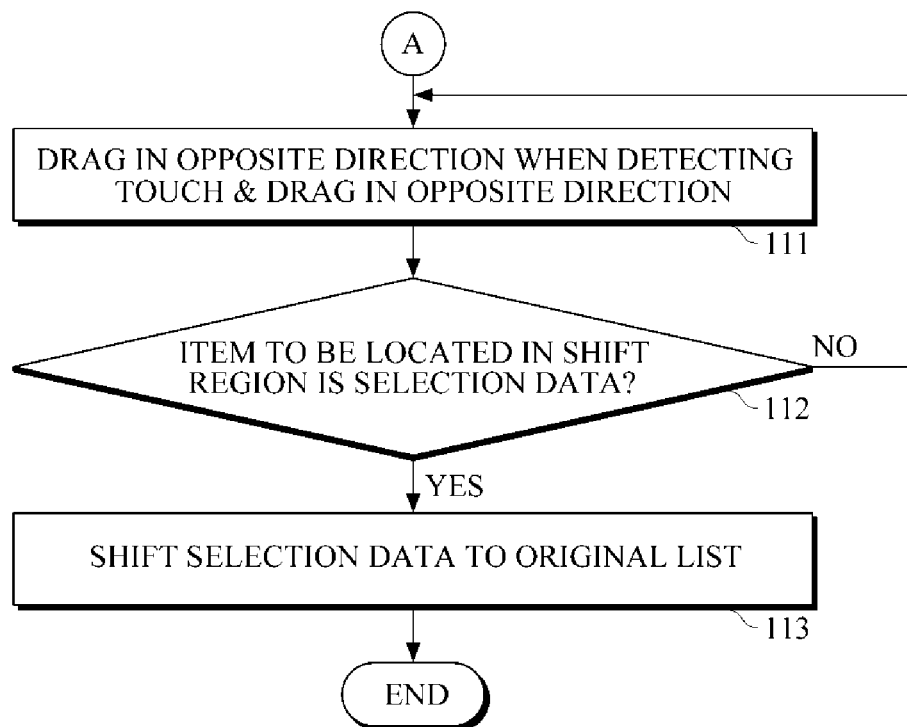 A
DRAG IN OPPOSITE DIRECTION WHEN DETECTING
TOUCH & DRAG IN OPPOSITE DIRECTION
111
ITEM TO BE LOCATED IN SHIFT
REGION IS SELECTION DATA?
NO
112
YES
SHIFT SELECTION DATA TO ORIGINAL LIST
113
END